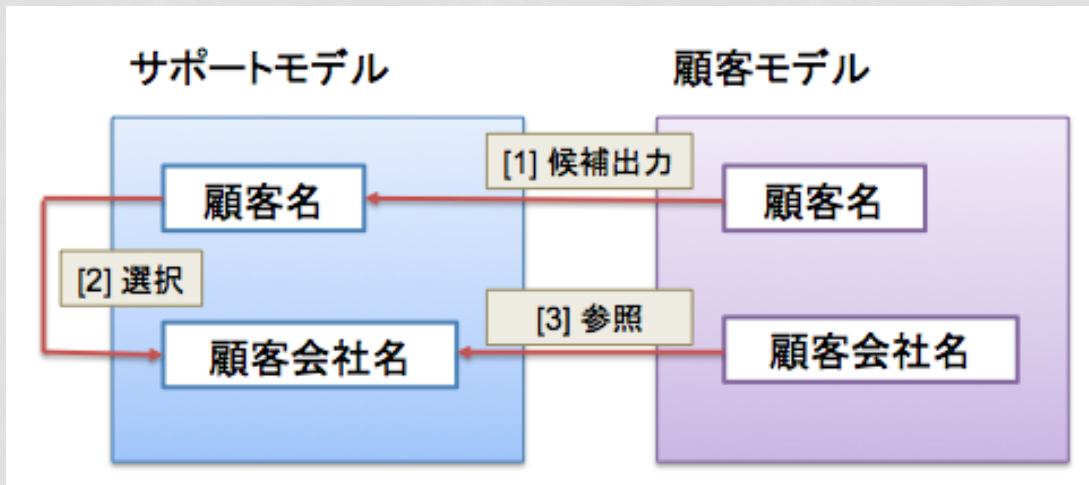 サポートモデル
顧客モデル
[1] 候補出力
顧客名
顧客名
[2] 選択
[3] 参照
顧客会社名
顧客会社名